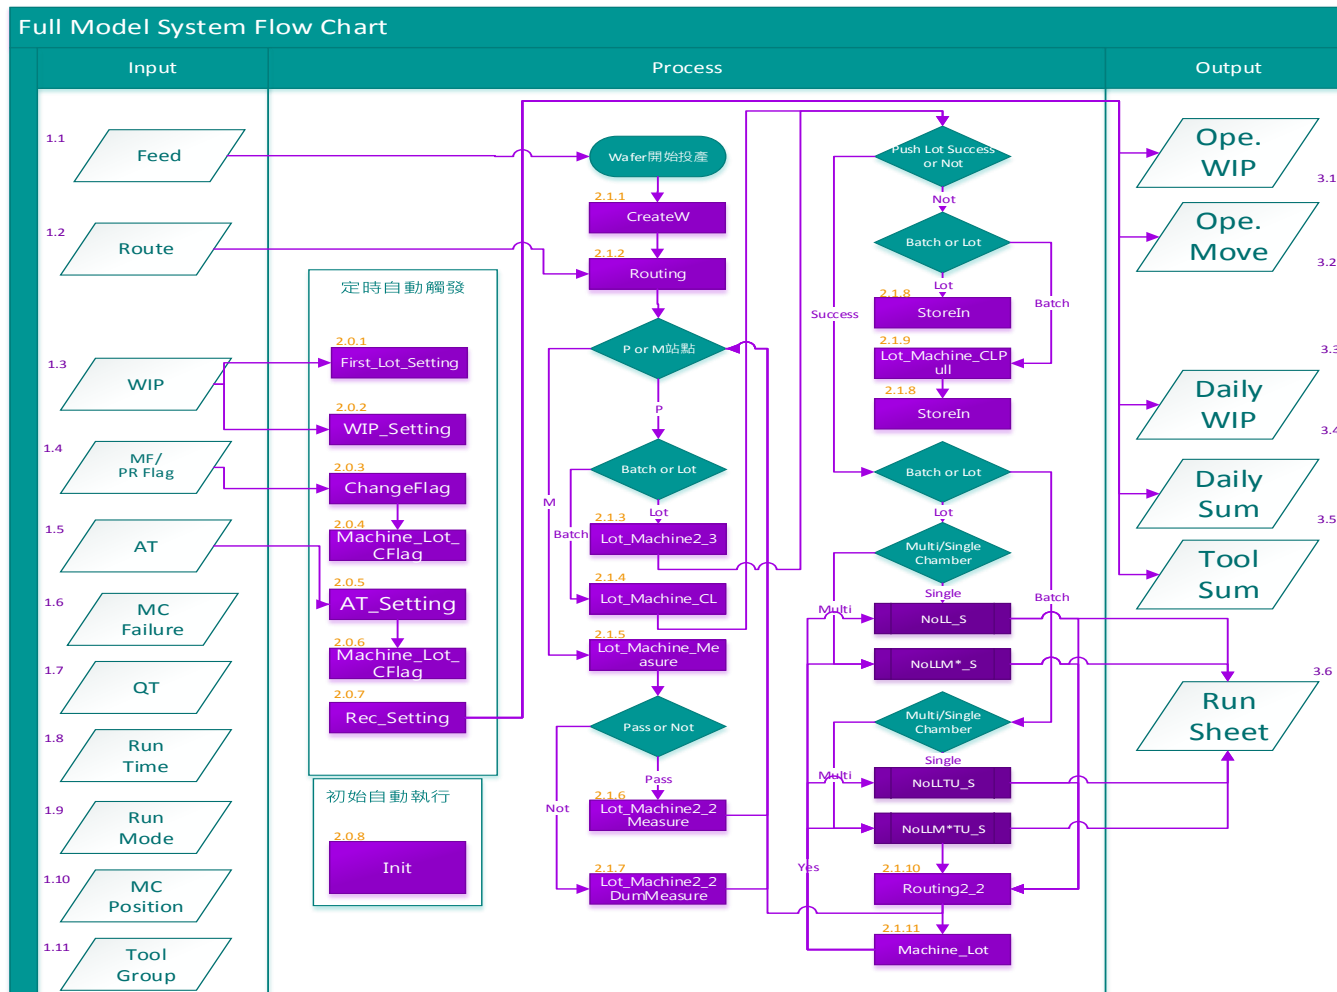 Full Model System Flow Chart
Input
Process
Output
1.1
Feed
1.2
Route
1.3
WIP
1.4
MF/
PR Flag
1.5
AT
1.6
MC
Failure
1.7
QT
1.8
Run
Time
1.9
Run
Mode
1.10
MC
Position
1.11
Tool
Group
定時自動觸發
2.0.1
First_Lot_Setting
2.0.2
WIP_Setting
2.0.3
ChangeFlag
2.0.4
Machine_Lot_
CFlag
2.0.5
AT_Setting
2.0.6
Machine_Lot_
CFlag
2.0.7
Rec_Setting
初始自動執行
2.0.8
Init
Wafer開始投產
2.1.1
CreateW
2.1.2
Routing
P or M站點
P
M
Batch or Lot
Lot
Batch
2.1.3
Lot_Machine2_3
2.1.4
Lot_Machine_CL
2.1.5
Lot_Machine_Me
asure
Pass or Not
Pass
Not
2.1.6
Lot_Machine2_2
Measure
2.1.7
Lot_Machine2_2
DumMeasure
Push Lot Success
or Not
Not
Success
Batch or Lot
Lot
Batch
2.1.8
StoreIn
2.1.9
Lot_Machine_CLP
ull
2.1.8
StoreIn
Batch or Lot
Lot
Batch
Multi/Single
Chamber
Single
Multi
NoLL_S
NoLLM*_S
Multi/Single
Chamber
Single
Multi
NoLLTU_S
NoLLM*TU_S
Yes
2.1.10
Routing2_2
2.1.11
Machine_Lot
Ope.
WIP
3.1
Ope.
Move
3.2
3.3
Daily
WIP
3.4
Daily
Sum
3.5
Tool
Sum
3.6
Run
Sheet